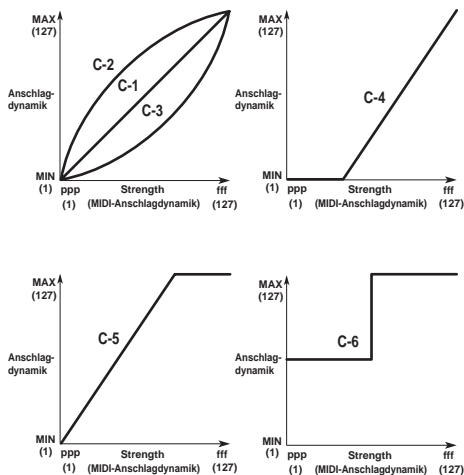 MAX
(127)
C-2
C-1
C-3
Anschlag-
dynamik
MIN
(1)
ppp
Strength
fff
(1)
(MIDI-Anschlagdynamik)
(127)
MAX
(127)
C-4
Anschlag-
dynamik
MIN
(1)
ppp
Strength
fff
(1)
(MIDI-Anschlagdynamik)
(127)
MAX
(127)
C-5
Anschlag-
dynamik
MIN
(1)
ppp
Strength
fff
(1)
(MIDI-Anschlagdynamik)
(127)
MAX
(127)
C-6
Anschlag-
dynamik
MIN
(1)
ppp
Strength
fff
(1)
(MIDI-Anschlagdynamik)
(127)